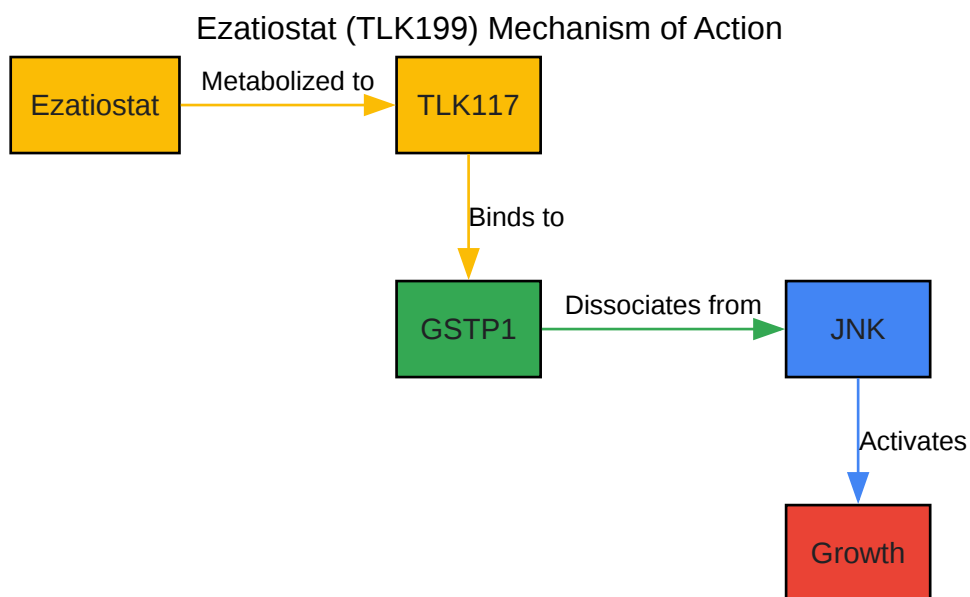 Ezatiostat (TLK199) Mechanism of Action
Ezatiostat
Metabolized to
TLK117
Binds to
GSTP1
Dissociates from
JNK
Activates
Growth